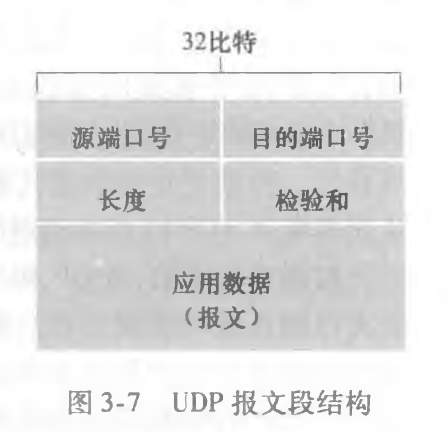 32比特
源端口号 目的端口号
长度 检验和
应用数据
（报文）
图 3-7 UDP 报文段结构